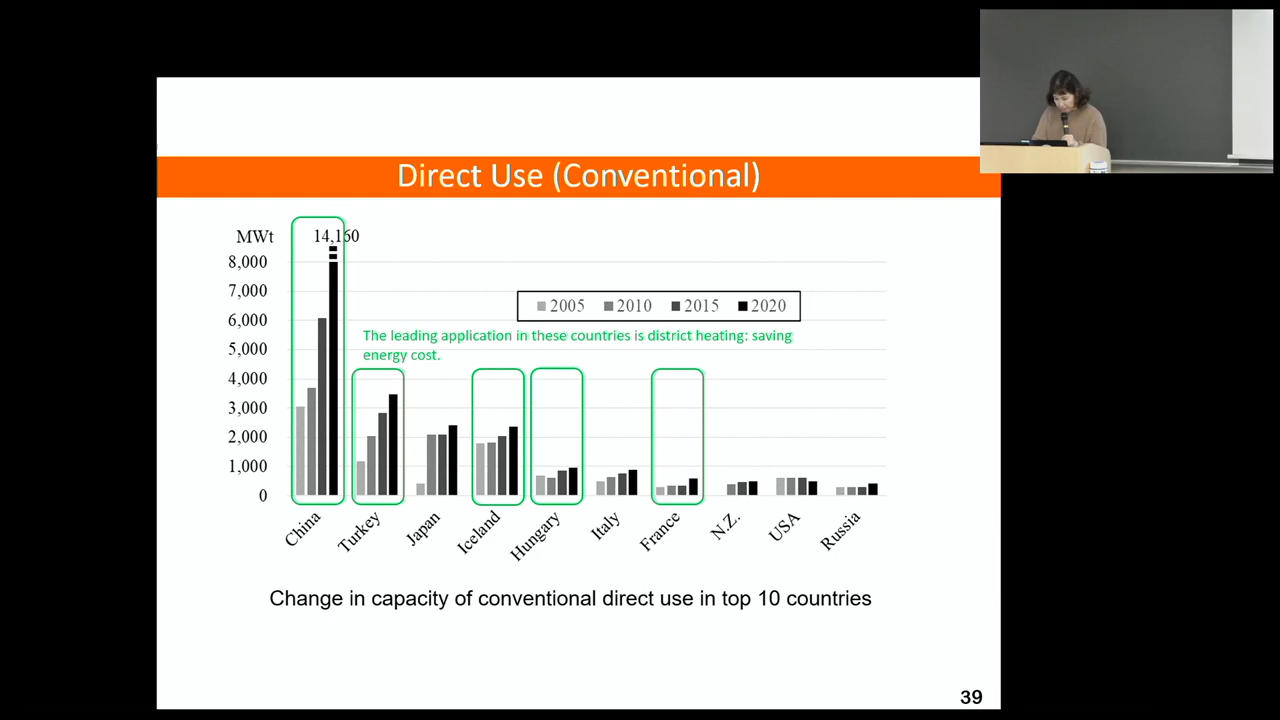 Direct Use (Conventional)
MWt
14,160
8,000
7,000
6,000
5,000
4,000
3,000
2,000
1,000
0
2005 2010 2015 2020
The leading application in these countries is district heating: saving
energy cost.
China
Turkey
Japan
Iceland
Hungary
Italy
France
N.Z.
USA
Russia
Change in capacity of conventional direct use in top 10 countries
39